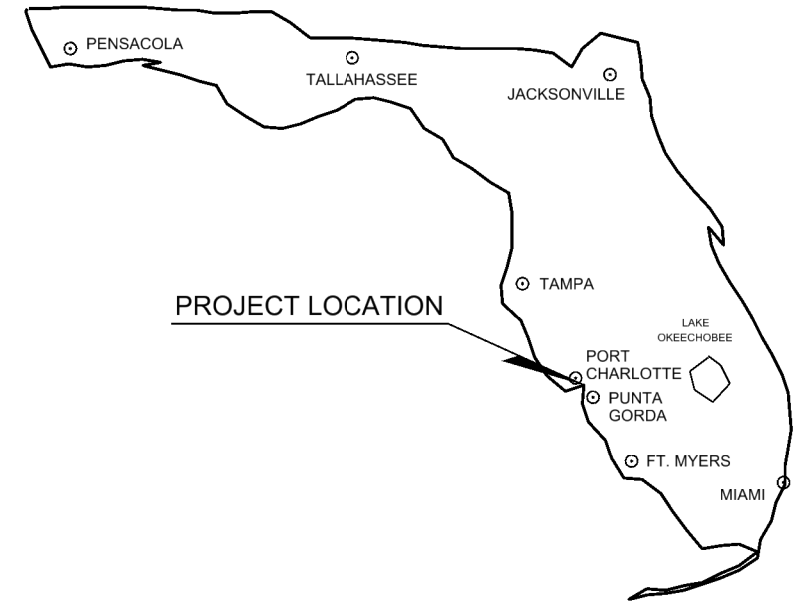 PENSACOLA
TALLAHASSEE
JACKSONVILLE
TAMPA
PROJECT LOCATION
LAKE
OKEECHOBEE
PORT
CHARLOTTE
PUNTA
GORDA
FT. MYERS
MIAMI